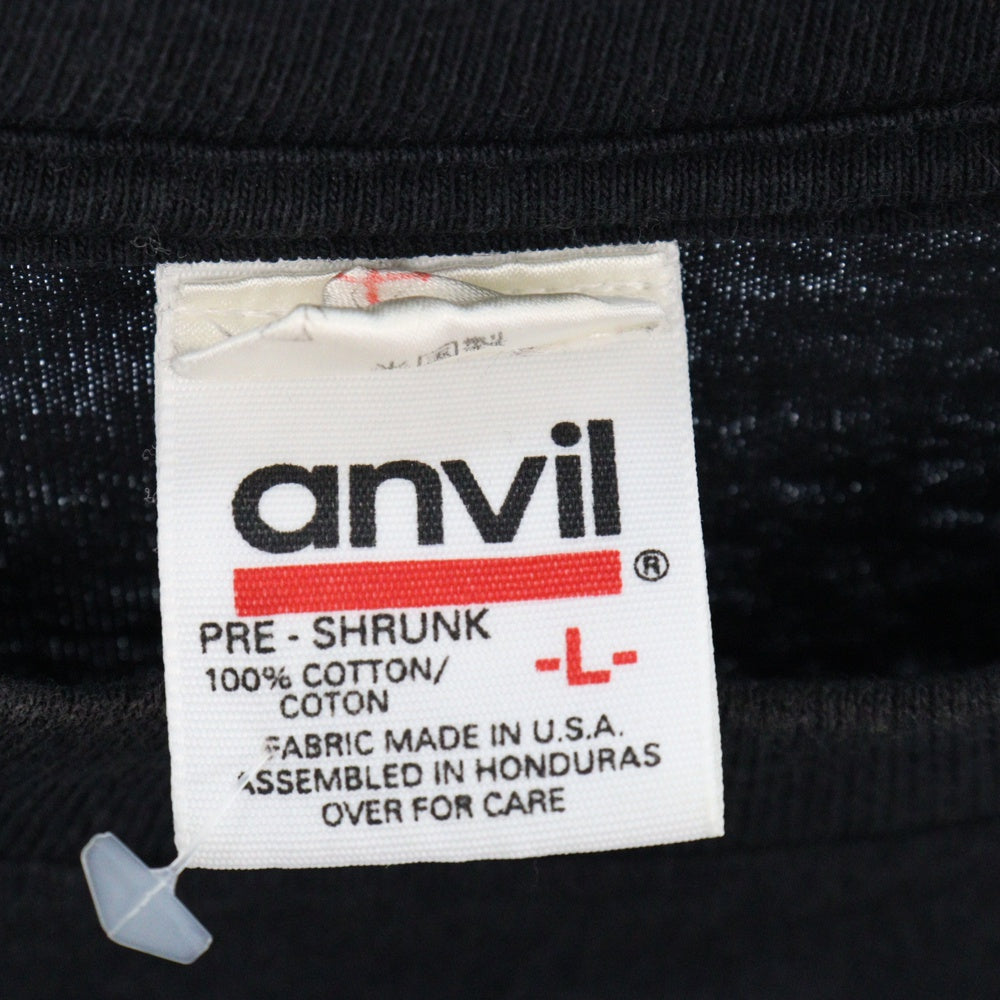 anvil
®
PRE - SHRUNK
-L-
100% COTTON/
COTON
FABRIC MADE IN U.S.A.
ASSEMBLED IN HONDURAS
OVER FOR CARE